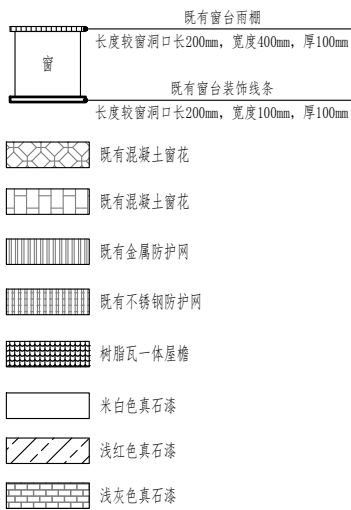 既有窗台雨棚
长度较窗洞口长200mm，宽度400mm，厚100mm
窗
既有窗台装饰线条
长度较窗洞口长200mm，宽度100mm，厚100mm
既有混凝土窗花
既有混凝土窗花
既有金属防护网
既有不锈钢防护网
树脂瓦一体屋檐
米白色真石漆
浅红色真石漆
浅灰色真石漆